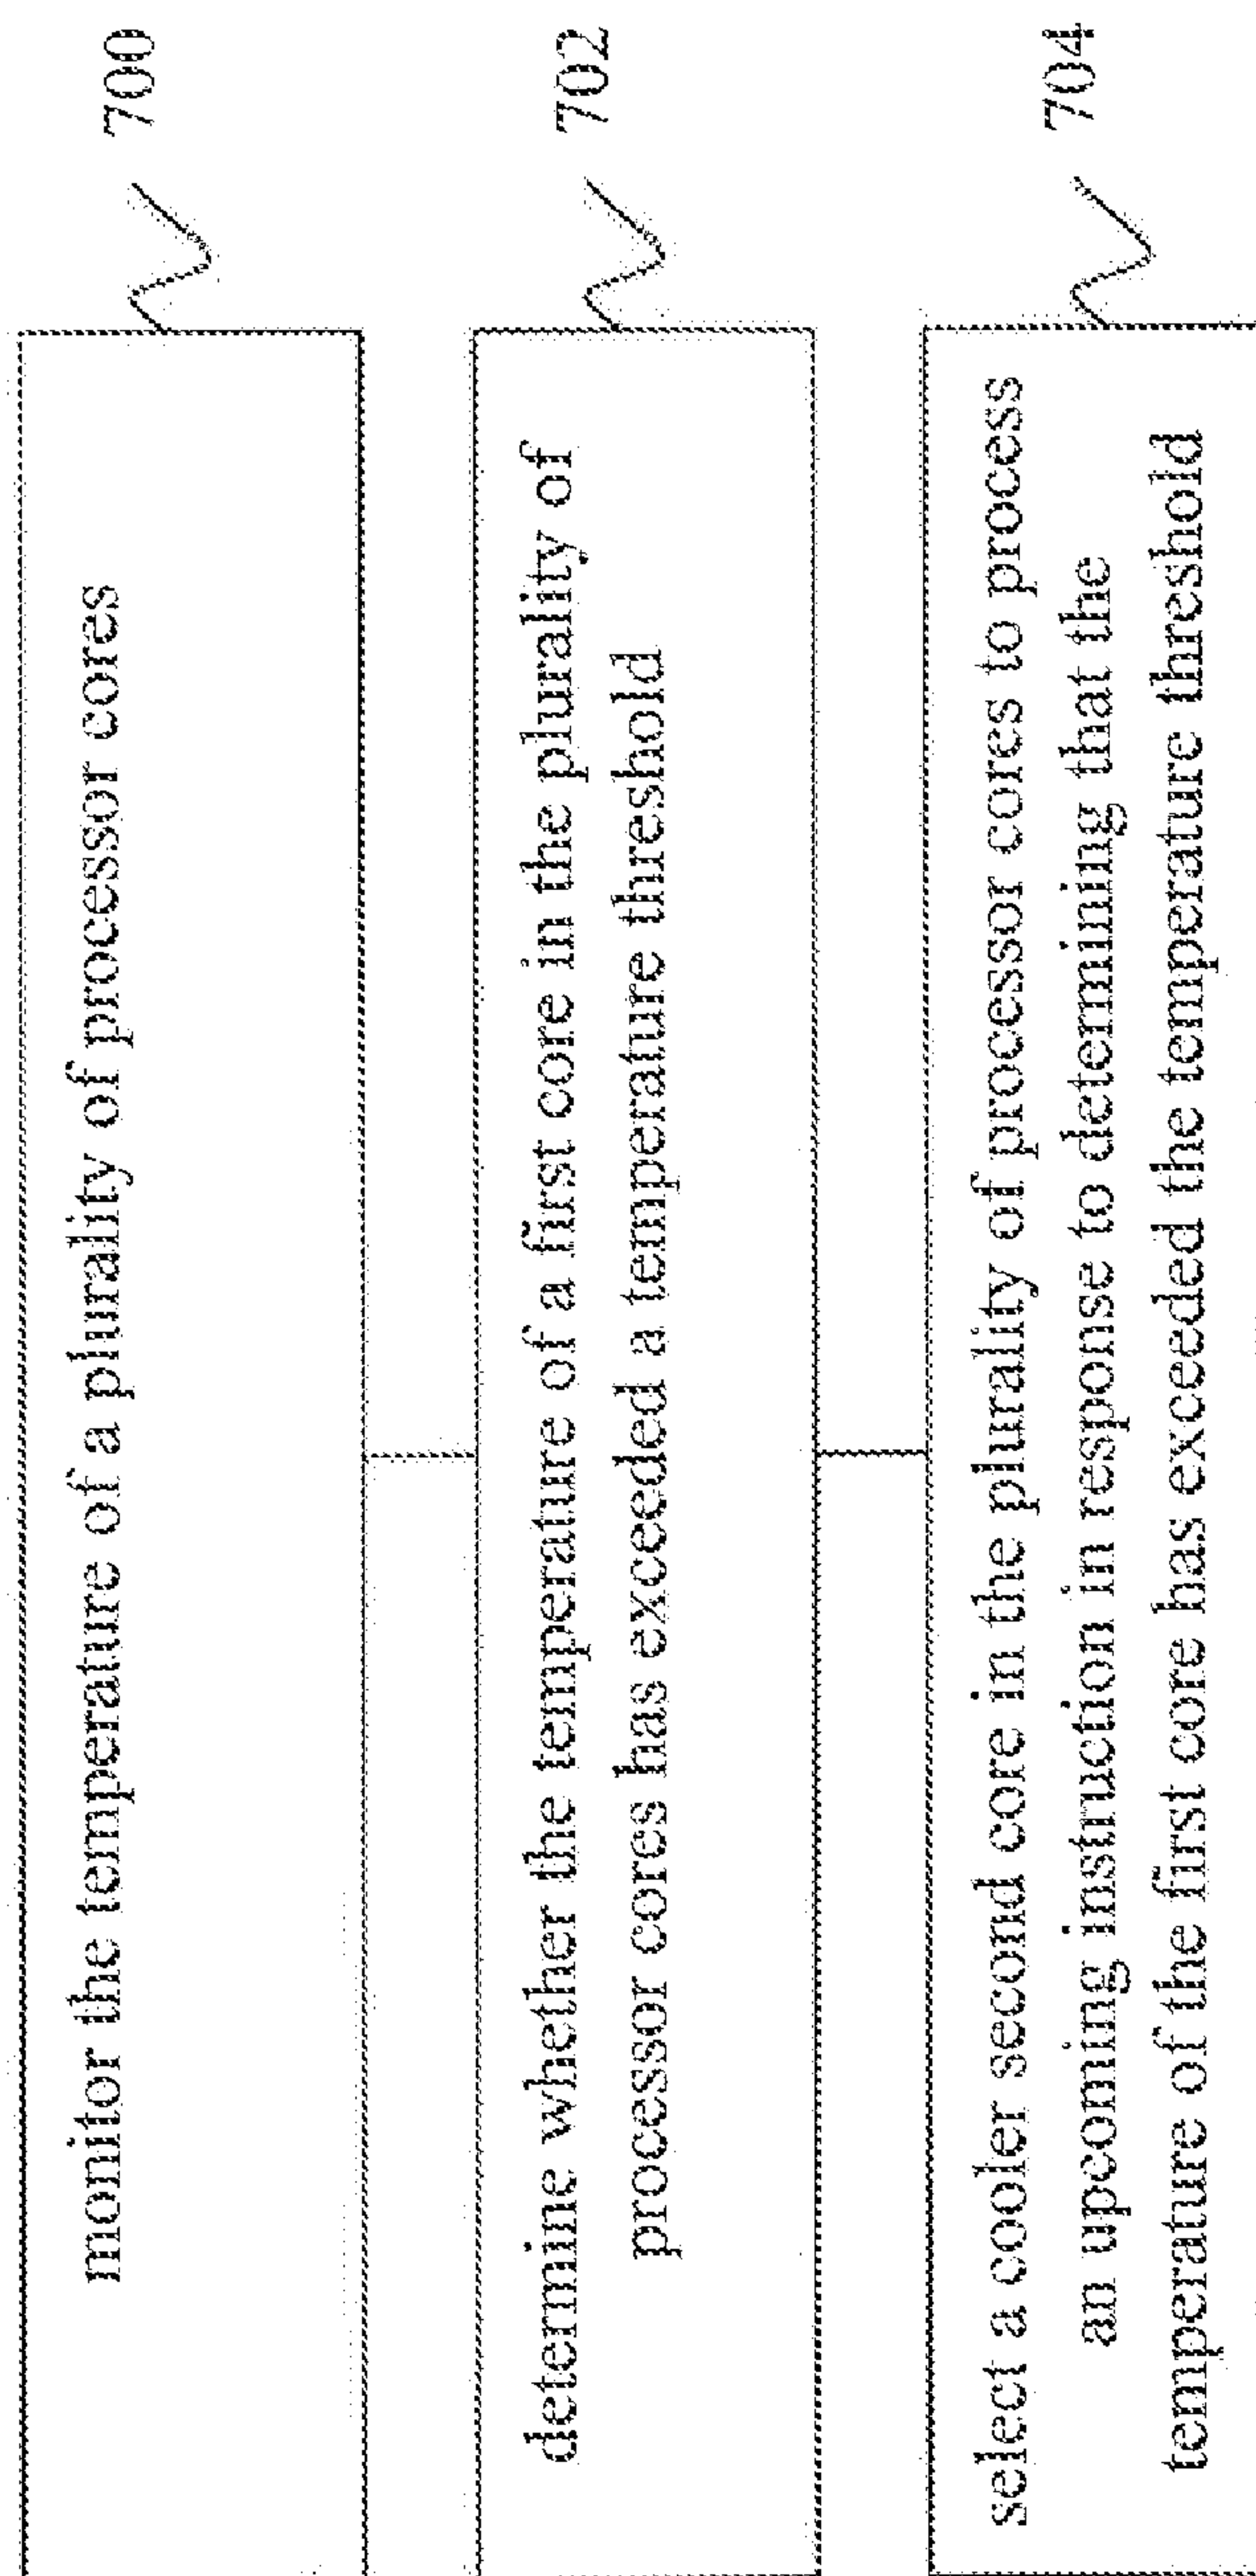 monitor the temperature of a plurality of processor cores
700
determine whether the temperature of a first core in the plurality of
processor cores has exceeded a temperature threshold
702
select a cooler second core in the plurality of processor cores to process
an upcoming instruction in response to determining that the
temperature of the first core has exceeded the temperature threshold
704